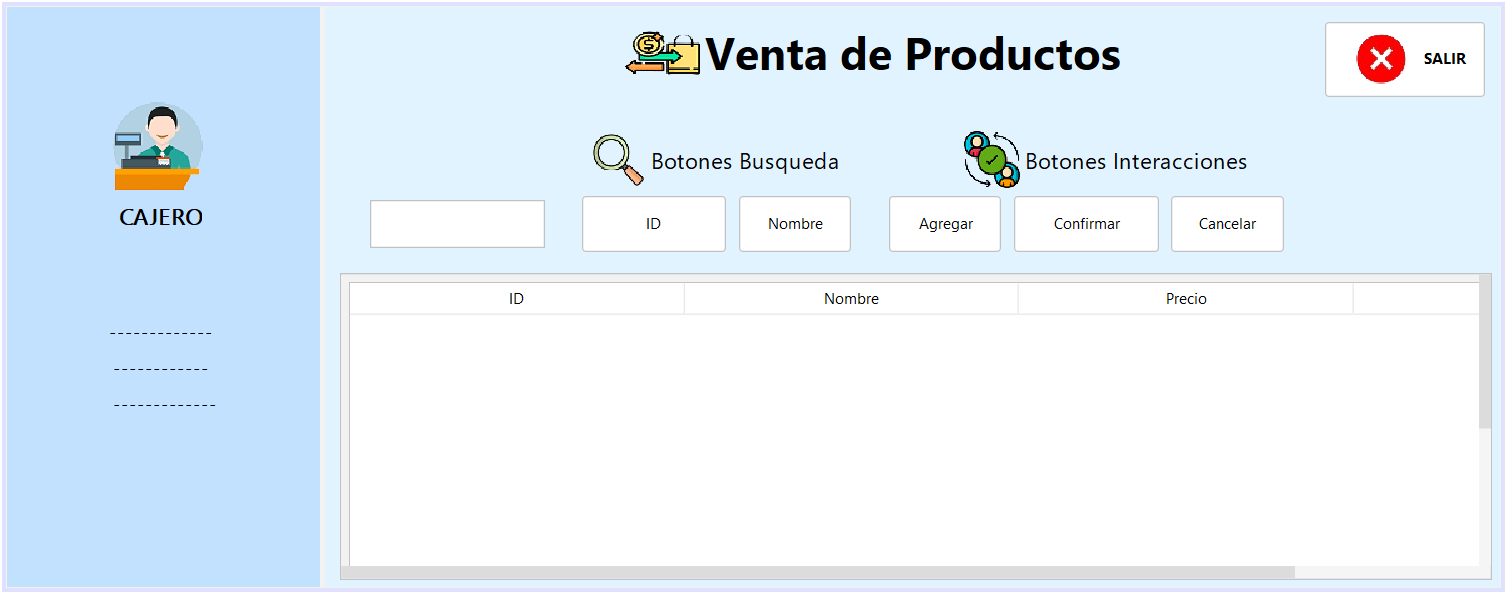 Venta de Productos
SALIR
CAJERO
-------------
------------
-------------
Botones Busqueda
Botones Interacciones
ID
Nombre
Agregar
Confirmar
Cancelar
ID
Nombre
Precio